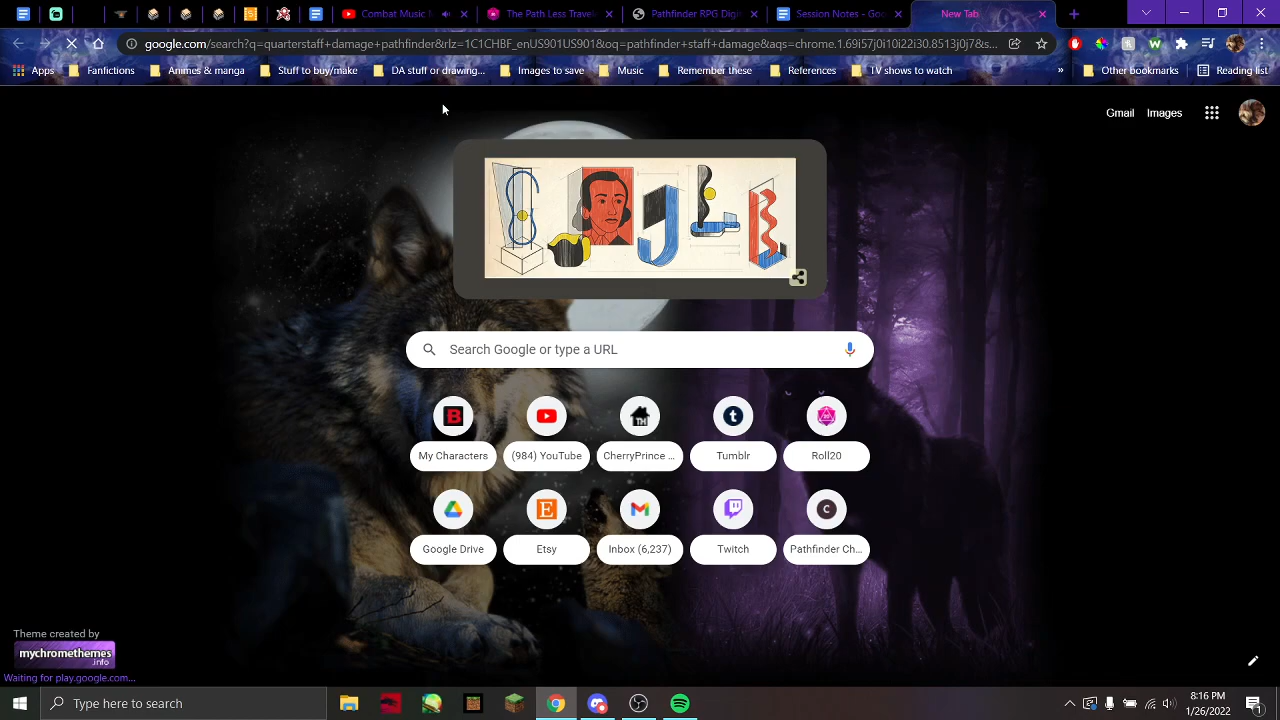 Combat Music
The Path Less Travel
Pathfinder RPG Digi
Session Notes - Goo
New Tab
google.com/search?q=quarterstaff+damage+pathfinder&rlz=1C1CHBF_enUS901US901&oq=pathfinder+staff+damage&aqs=chrome.1.69i57j0i10i22i30.8513j0j7&s...
Apps
Fanfictions
Animes & manga
Stuff to buy/make
DA stuff or drawing...
Images to save
Music
Remember these
References
TV shows to watch
»
Other bookmarks
Reading list
Gmail
Images
Search Google or type a URL
My Characters
(984) YouTube
CherryPrince ...
Tumblr
Roll20
Google Drive
Etsy
Inbox (6,237)
Twitch
Pathfinder Ch...
Theme created by
mychromethemes
.info
Waiting for play.google.com...
Type here to search
8:16 PM
1/26/2022